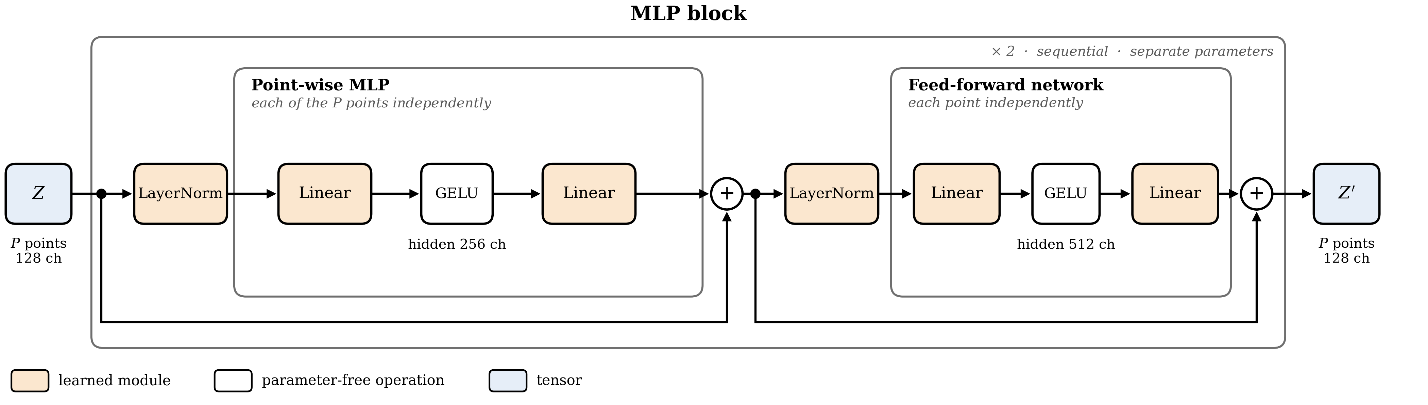 MLP block
× 2 · sequential · separate parameters
Point-wise MLP
each of the P points independently
Feed-forward network
each point independently
Z
LayerNorm
Linear
GELU
Linear
+
LayerNorm
Linear
GELU
Linear
+
Z′
P points
128 ch
hidden 256 ch
hidden 512 ch
P points
128 ch
learned module
parameter-free operation
tensor